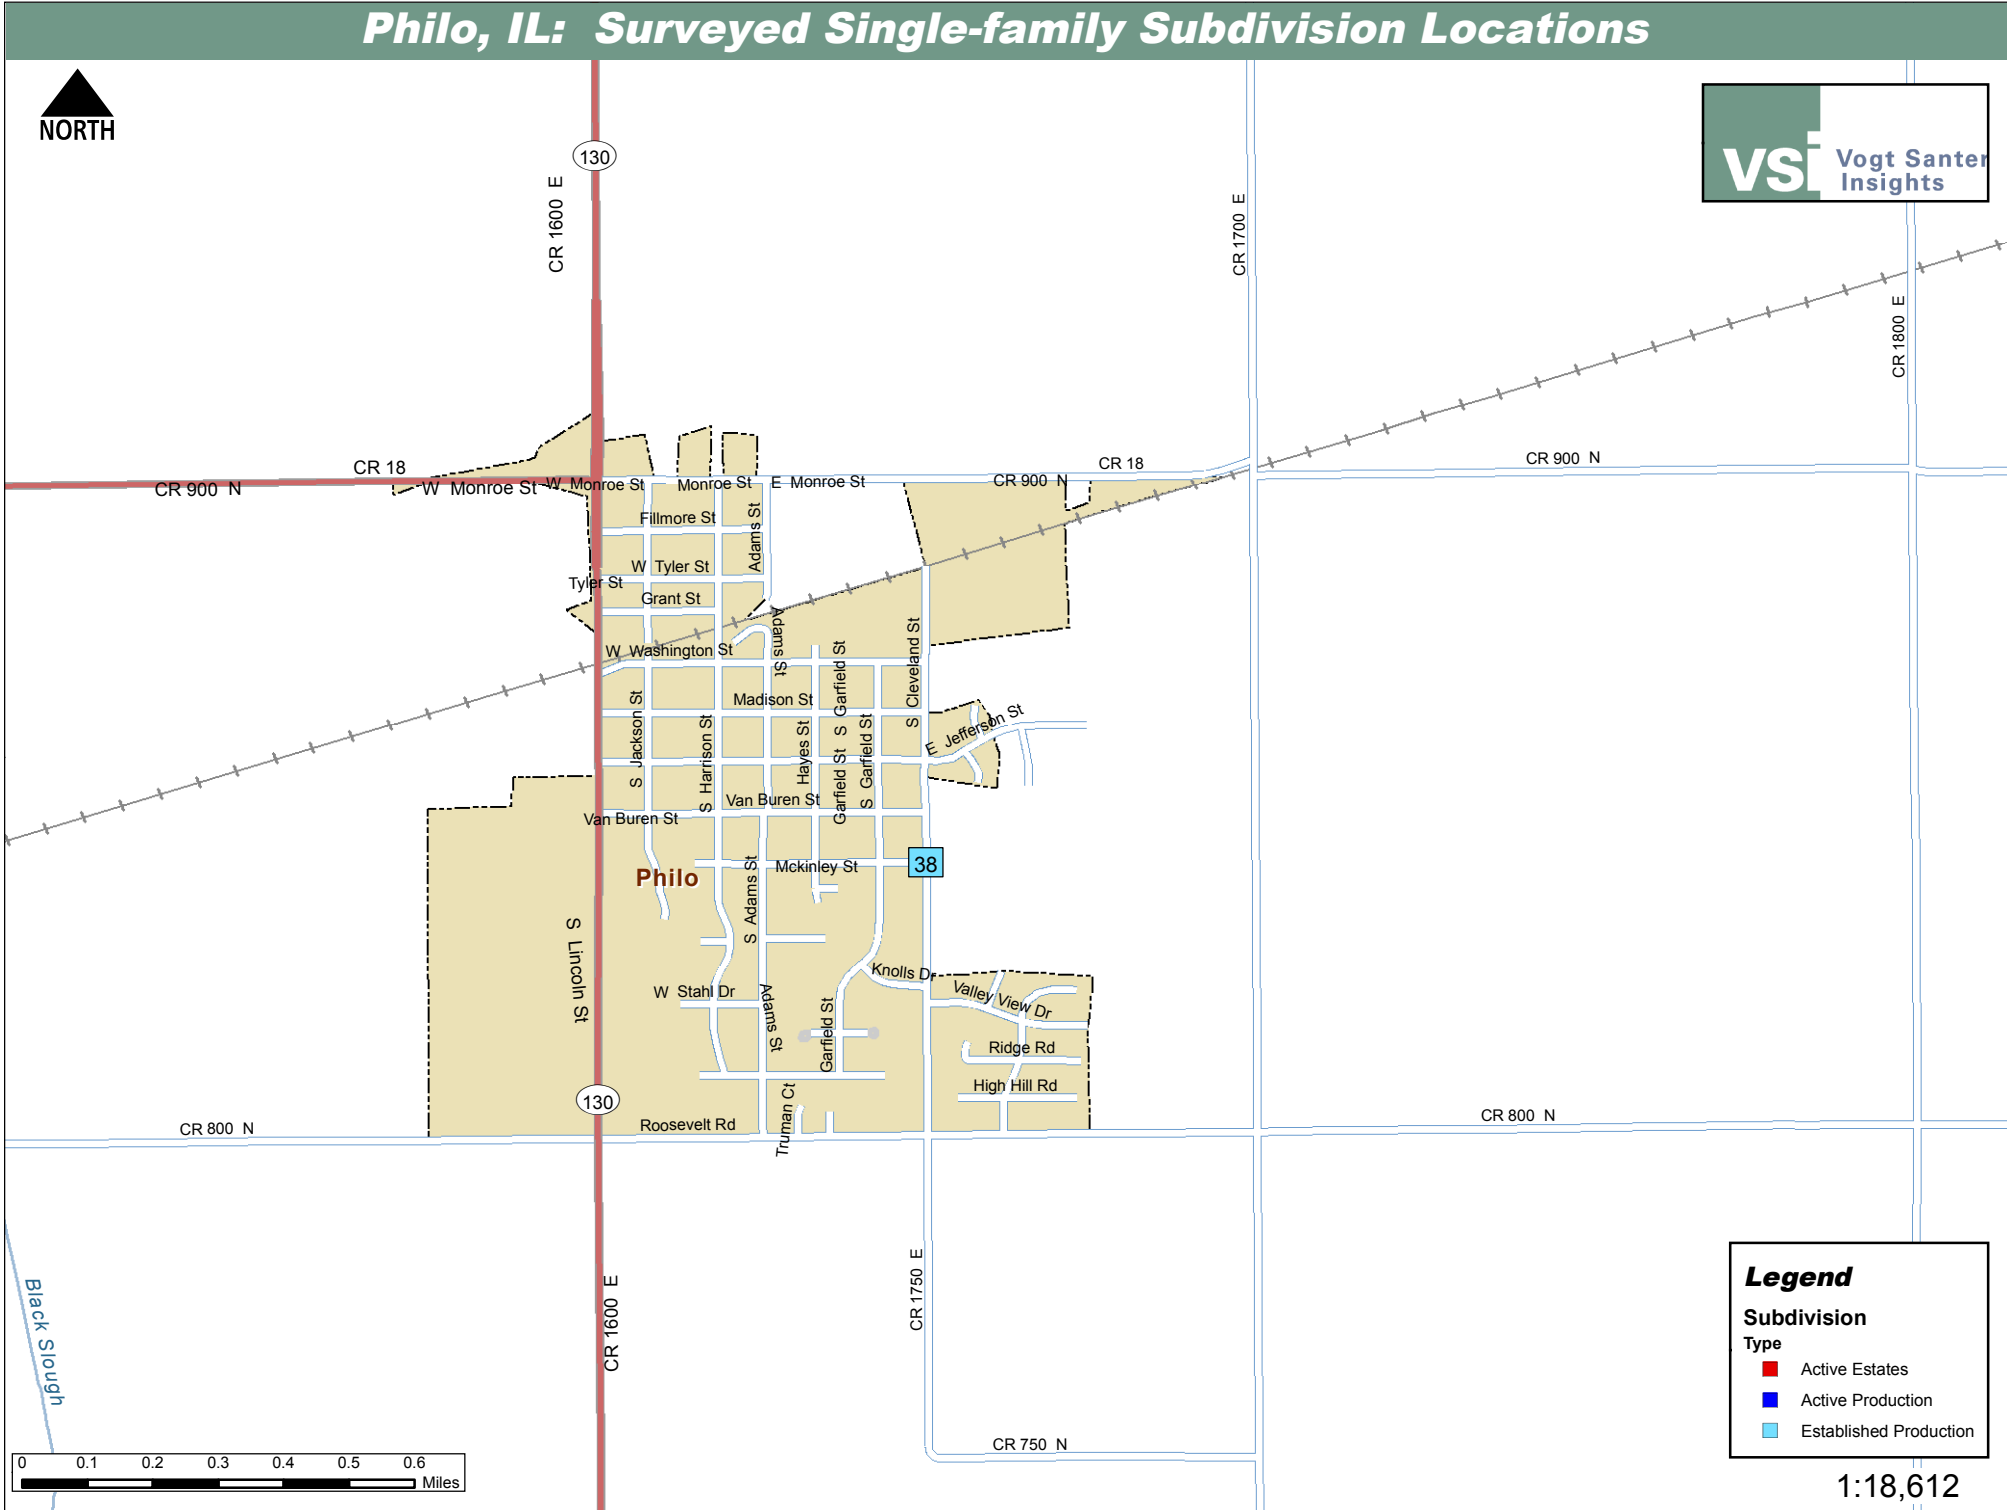 Philo, IL:  Surveyed Single-family Subdivision Locations
NORTH
130
CR 1600 E
CR 1700 E
CR 1800 E
vsi
Vogt Santer
Insights
CR 18
CR 900 N
W Monroe St
W Monroe St
Monroe St
E Monroe St
CR 900 N
CR 18
CR 900 N
Fillmore St
Adams St
W Tyler St
Tyler St
Grant St
Adams St
W Washington St
S Garfield St
S Cleveland St
Madison St
S Jackson St
S Harrison St
Hayes St
Garfield St
S Garfield St
E Jefferson St
Van Buren St
Van Buren St
Mckinley St
38
Philo
S Adams St
S Lincoln St
Knolls Dr
W Stahl Dr
Adams St
Garfield St
Valley View Dr
Ridge Rd
High Hill Rd
130
Truman Ct
Roosevelt Rd
CR 800 N
CR 800 N
CR 1600 E
CR 1750 E
CR 750 N
Black Slough
Legend
Subdivision
Type
Active Estates
Active Production
Established Production
0 0.1 0.2 0.3 0.4 0.5 0.6
Miles
1:18,612